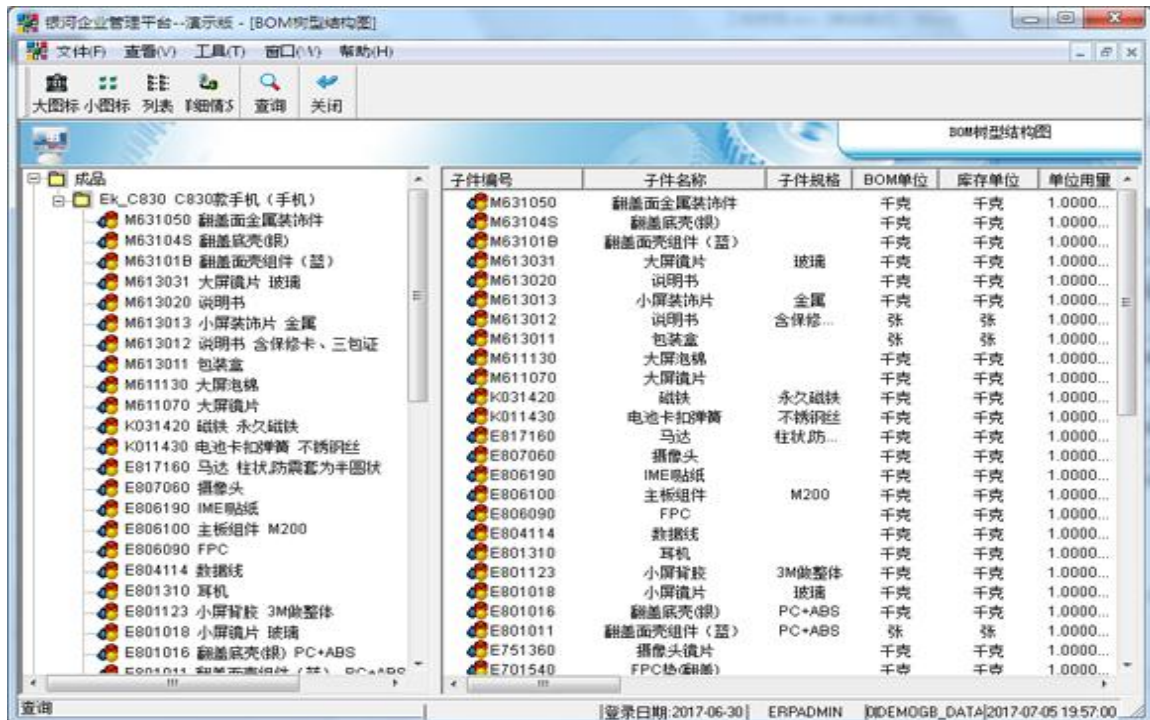 银河企业管理平台--演示版 - [BOM树型结构图]
文件(F) 查看(V) 工具(T) 窗口(W) 帮助(H)
大图标 小图标 列表 详细情况 查询 关闭
BOM树型结构图
成品
Ek_C830 C830款手机（手机）
M631050 翻盖面金属装饰件
M63104S 翻盖底壳(银)
M63101B 翻盖面壳组件（蓝）
M613031 大屏镜片 玻璃
M613020 说明书
M613013 小屏装饰片 金属
M613012 说明书 含保修卡、三包证
M613011 包装盒
M611130 大屏泡棉
M611070 大屏镜片
K031420 磁铁 永久磁铁
K011430 电池卡扣弹簧 不锈钢丝
E817160 马达 柱状,防震套为半圆状
E807060 摄像头
E806190 IME贴纸
E806100 主板组件 M200
E806090 FPC
E804114 数据线
E801310 耳机
E801123 小屏背胶 3M做整体
E801018 小屏镜片 玻璃
E801016 翻盖底壳(银) PC+ABS
E801011 翻盖面壳组件（蓝） PC+ABS
子件编号 子件名称 子件规格 BOM单位 库存单位 单位用量
M631050 翻盖面金属装饰件 千克 千克 1.0000...
M63104S 翻盖底壳(银) 千克 千克 1.0000...
M63101B 翻盖面壳组件（蓝） 千克 千克 1.0000...
M613031 大屏镜片 玻璃 千克 千克 1.0000...
M613020 说明书 千克 千克 1.0000...
M613013 小屏装饰片 金属 千克 千克 1.0000...
M613012 说明书 含保修... 张 张 1.0000...
M613011 包装盒 张 张 1.0000...
M611130 大屏泡棉 千克 千克 1.0000...
M611070 大屏镜片 千克 千克 1.0000...
K031420 磁铁 永久磁铁 千克 千克 1.0000...
K011430 电池卡扣弹簧 不锈钢丝 千克 千克 1.0000...
E817160 马达 柱状,防... 千克 千克 1.0000...
E807060 摄像头 千克 千克 1.0000...
E806190 IME贴纸 千克 千克 1.0000...
E806100 主板组件 M200 千克 千克 1.0000...
E806090 FPC 千克 千克 1.0000...
E804114 数据线 千克 千克 1.0000...
E801310 耳机 千克 千克 1.0000...
E801123 小屏背胶 3M做整体 千克 千克 1.0000...
E801018 小屏镜片 玻璃 千克 千克 1.0000...
E801016 翻盖底壳(银) PC+ABS 千克 千克 1.0000...
E801011 翻盖面壳组件（蓝） PC+ABS 张 张 1.0000...
E751360 摄像头镜片 千克 千克 1.0000...
E701540 FPC垫(翻盖) 千克 千克 1.0000...
查询 登录日期:2017-06-30 ERPADMIN DIDEMOGB_DATA 2017-07-05 19:57:00